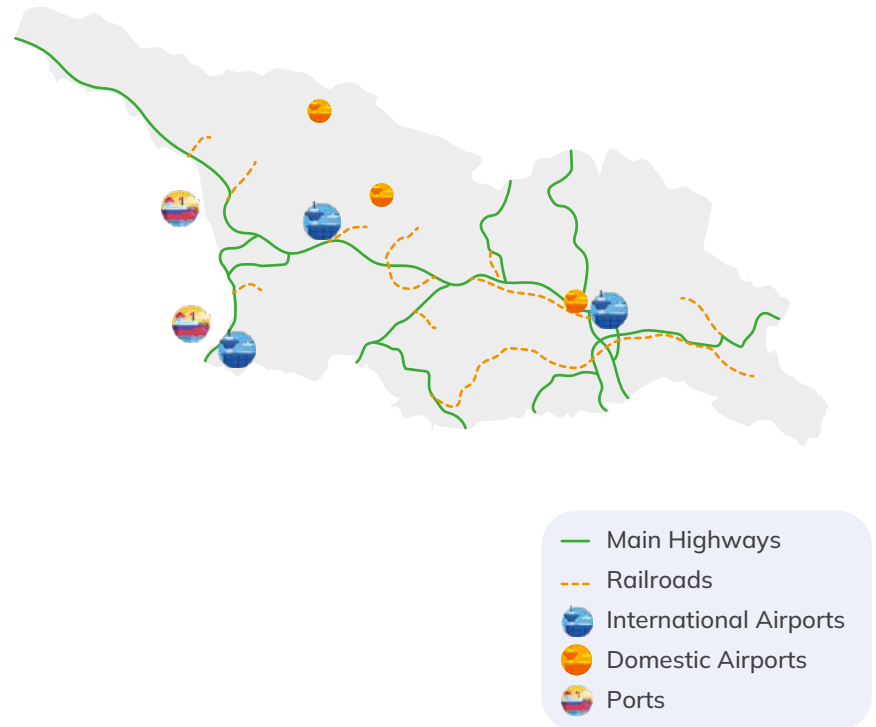 Main Highways
Railroads
International Airports
Domestic Airports
Ports